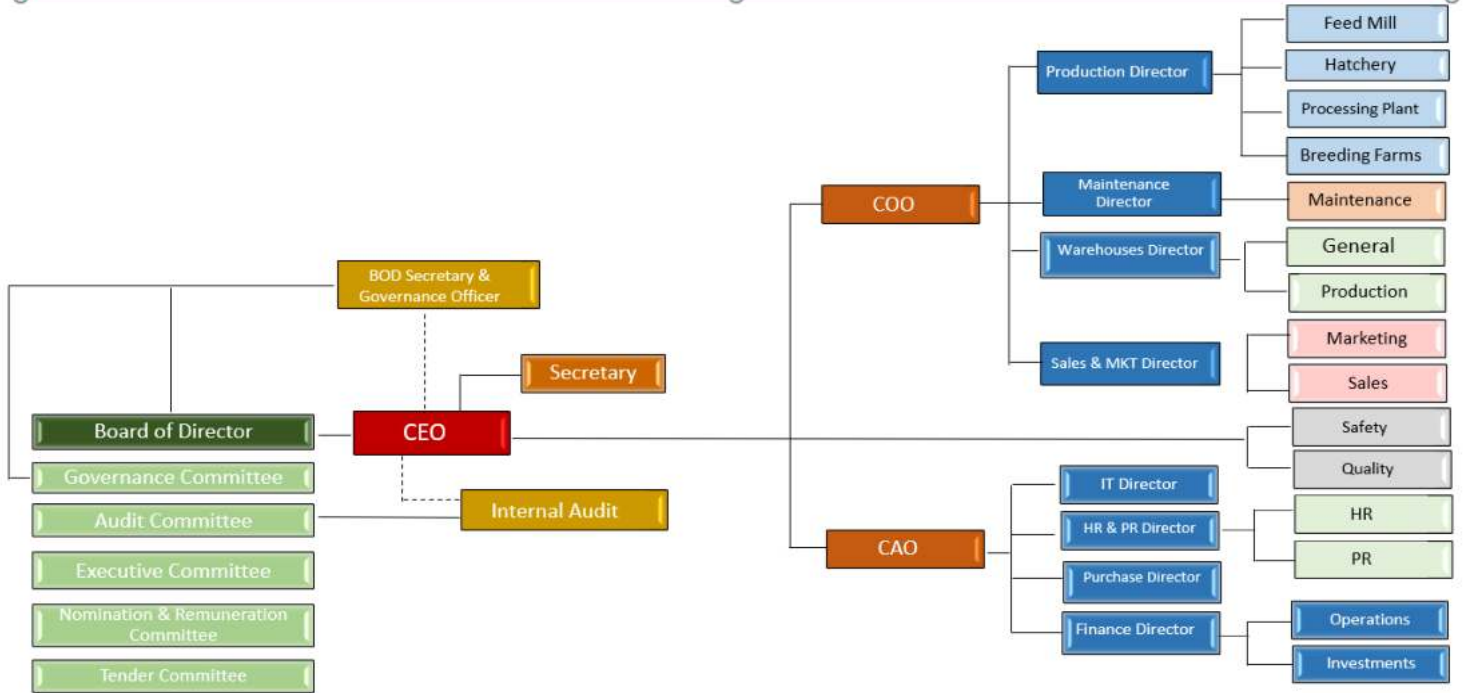 Feed Mill
Production Director
Hatchery
Processing Plant
Breeding Farms
COO
Maintenance
Director
Maintenance
Warehouses Director
General
Production
BOD Secretary &
Governance Officer
Marketing
Sales & MKT Director
Secretary
Sales
Board of Director
CEO
Safety
Governance Committee
Quality
IT Director
Internal Audit
Audit Committee
HR & PR Director
HR
CAO
PR
Executive Committee
Purchase Director
Nomination & Remuneration
Committee
Finance Director
Operations
Tender Committee
Investments